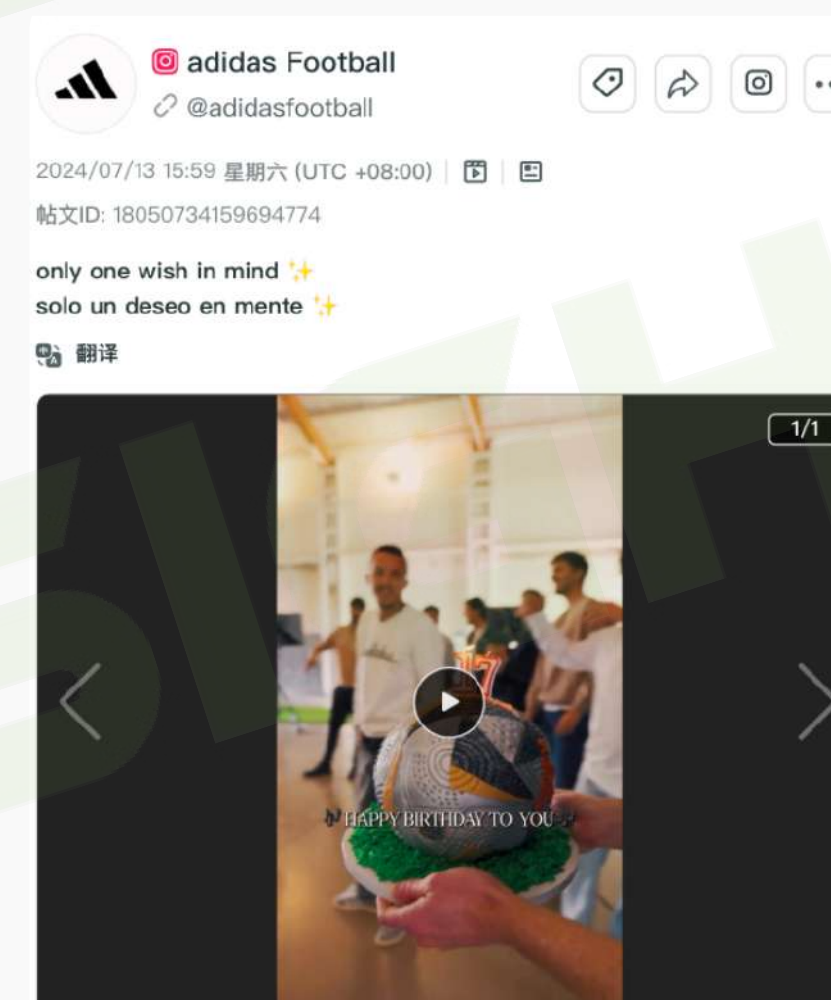 adidas Football
@adidasfootball
2024/07/13 15:59 星期六 (UTC +08:00)
帖文ID: 18050734159694774
only one wish in mind ✨
solo un deseo en mente ✨
翻译
1/1
17
HAPPY BIRTHDAY TO YOU